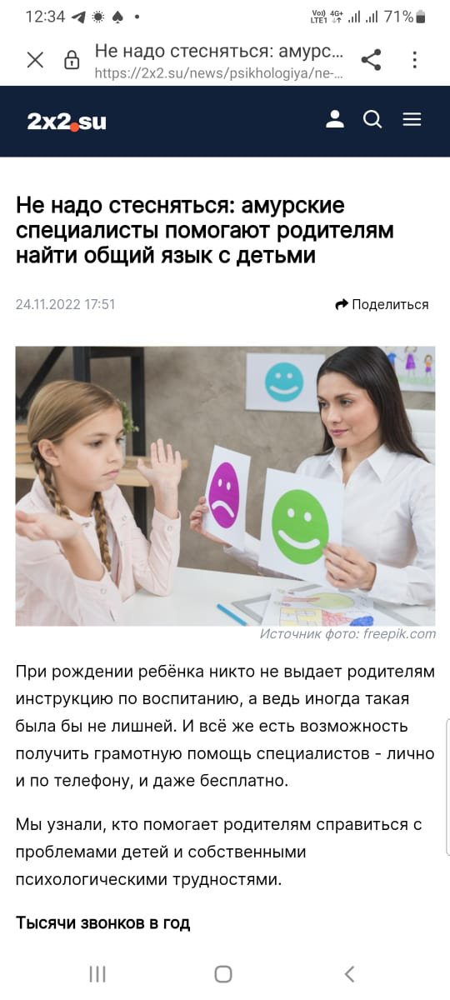 12:34
Vo)) 4G+
LTE1
71%
Не надо стесняться: амурс...
https://2x2.su/news/psikhologiya/ne-...
2x2.su
Не надо стесняться: амурские
специалисты помогают родителям
найти общий язык с детьми
24.11.2022 17:51
Поделиться
Источник фото: freepik.com
При рождении ребёнка никто не выдает родителям
инструкцию по воспитанию, а ведь иногда такая
была бы не лишней. И всё же есть возможность
получить грамотную помощь специалистов - лично
и по телефону, и даже бесплатно.
Мы узнали, кто помогает родителям справиться с
проблемами детей и собственными
психологическими трудностями.
Тысячи звонков в год